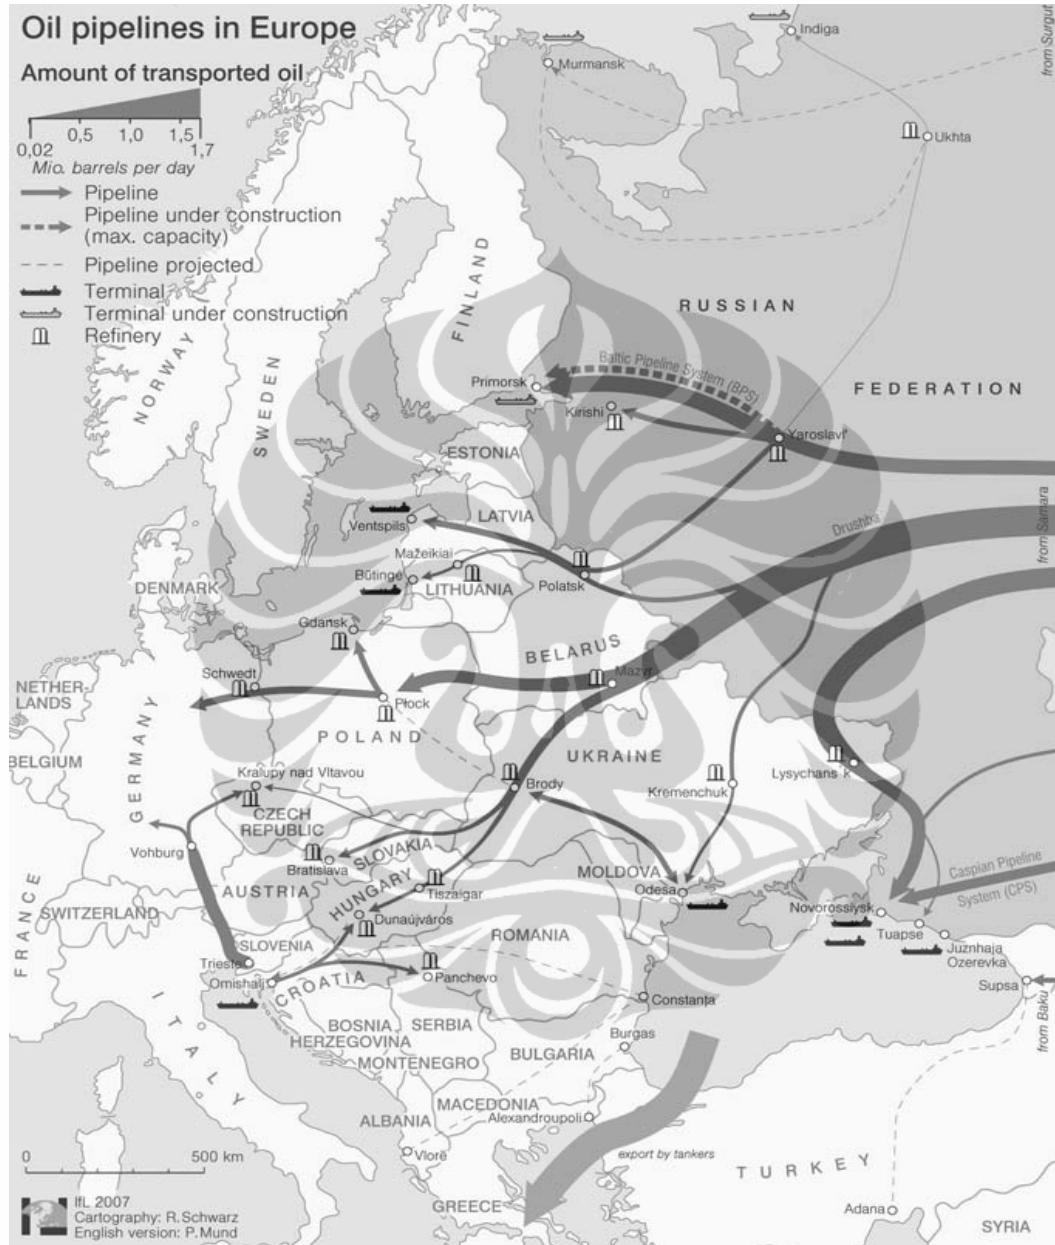 Oil pipelines in Europe
Amount of transported oil
0,02
0,5
1,0
1,5
1,7
Mio. barrels per day
Pipeline
Pipeline under construction
(max. capacity)
Pipeline projected
Terminal
Terminal under construction
Refinery
Indiga
from Surgut
Murmansk
Ukhta
NORWAY
SWEDEN
FINLAND
RUSSIAN
FEDERATION
Baltic Pipeline System (BPS)
Primorsk
Kirishi
Yaroslavl'
ESTONIA
from Samara
Drushba
Ventspils
LATVIA
Mažeikiai
Būtingė
LITHUANIA
Polatsk
DENMARK
Gdańsk
BELARUS
Mazyr
Schwedt
NETHER-
LANDS
Płock
BELGIUM
GERMANY
POLAND
UKRAINE
Kralupy nad Vltavou
Brody
Kremenchuk
Lysychans'k
CZECH
REPUBLIC
Vohburg
SLOVAKIA
Bratislava
MOLDOVA
Caspian Pipeline
System (CPS)
AUSTRIA
HUNGARY
Tiszaigar
Odesa
FRANCE
SWITZERLAND
Dunaújváros
Novorossiysk
Tuapse
Juznhaja
Ozerevka
ROMANIA
SLOVENIA
Trieste
Omishalj
CROATIA
Panchevo
Supsa
Constanța
from Baku
ITALY
BOSNIA
HERZEGOVINA
SERBIA
Burgas
MONTENEGRO
BULGARIA
MACEDONIA
ALBANIA
Alexandroupoli
Vlorë
export by tankers
TURKEY
0
500 km
GREECE
Adana
SYRIA
IfL 2007
Cartography: R.Schwarz
English version: P.Mund